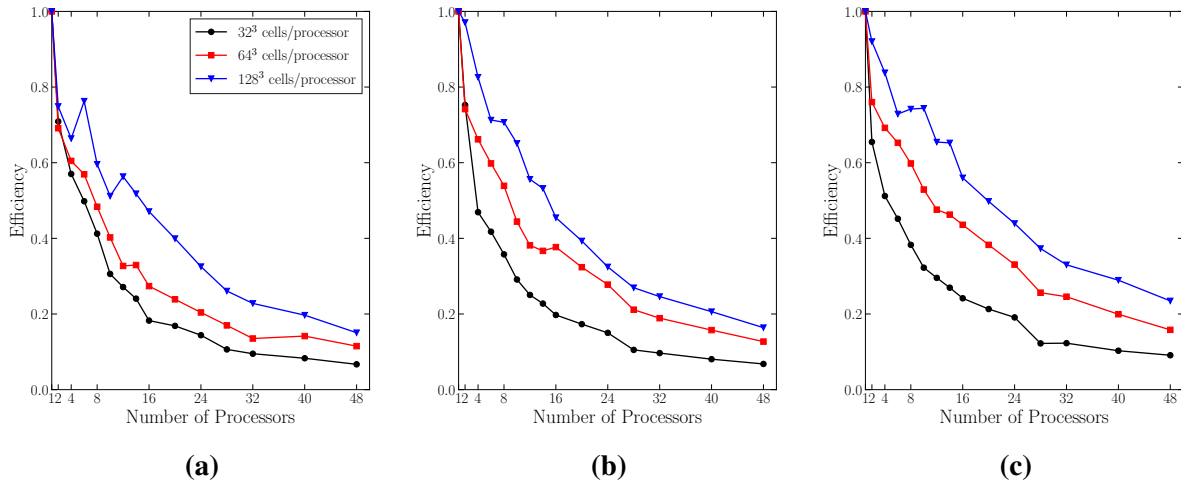 1.0
0.8
0.6
0.4
0.2
0.0
Efficiency
12 4 8 16 24 32 40 48
Number of Processors
32³ cells/processor
64³ cells/processor
128³ cells/processor
(a)
1.0
0.8
0.6
0.4
0.2
0.0
Efficiency
12 4 8 16 24 32 40 48
Number of Processors
(b)
1.0
0.8
0.6
0.4
0.2
0.0
Efficiency
12 4 8 16 24 32 40 48
Number of Processors
(c)